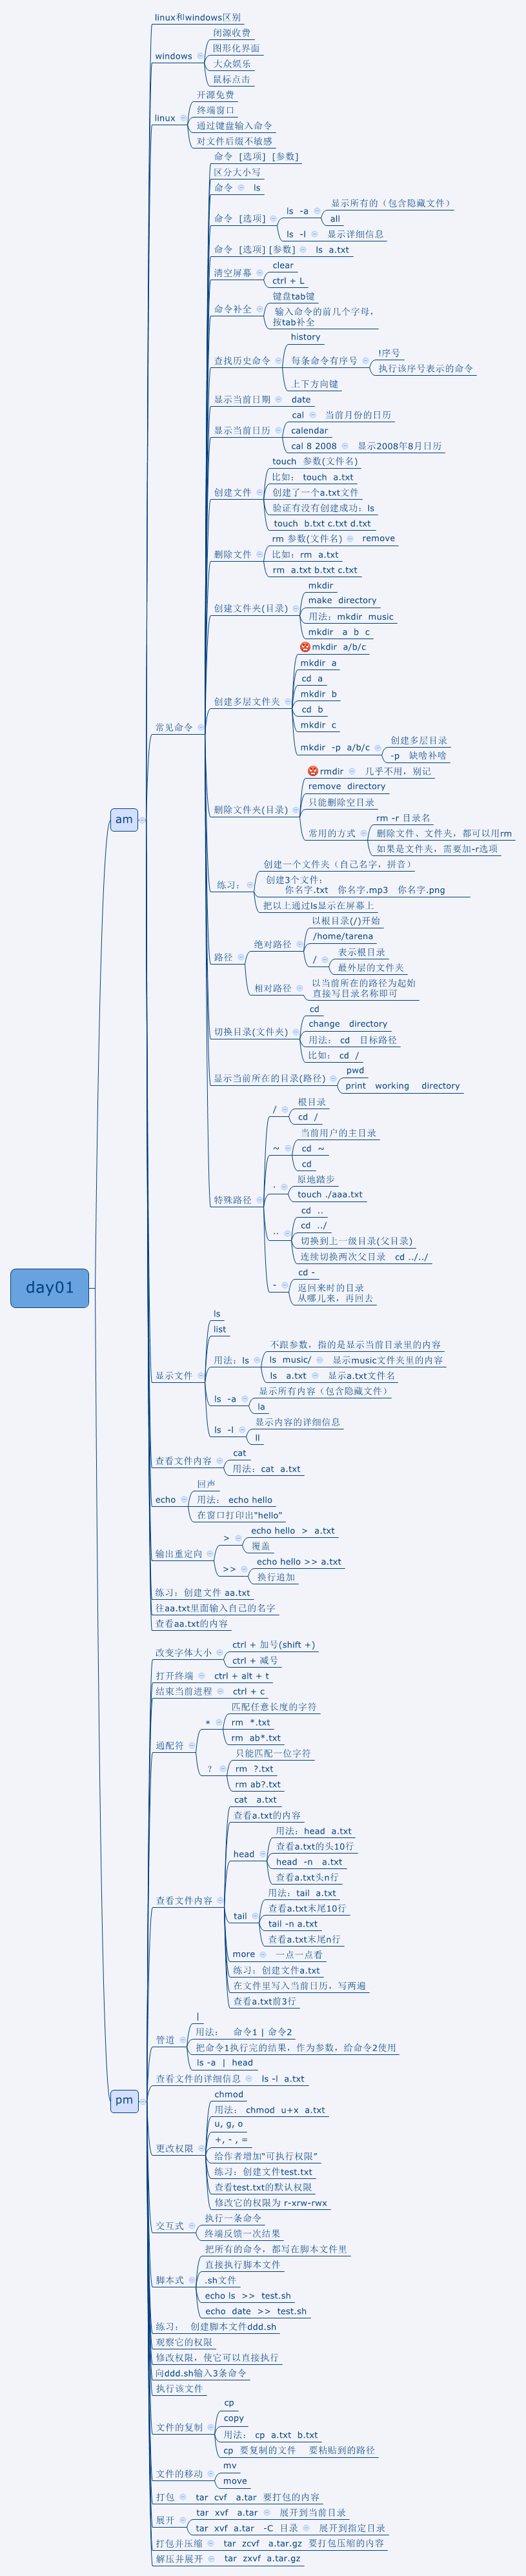 day01
am
linux和windows区别
windows
闭源收费
图形化界面
大众娱乐
鼠标点击
linux
开源免费
终端窗口
通过键盘输入命令
对文件后缀不敏感
常见命令
命令 [选项] [参数]
区分大小写
命令
ls
命令 [选项]
ls -a
显示所有的（包含隐藏文件）
all
ls -l
显示详细信息
命令 [选项] [参数]
ls a.txt
清空屏幕
clear
ctrl + L
命令补全
键盘tab键
输入命令的前几个字母，
按tab补全
查找历史命令
history
每条命令有序号
!序号
执行该序号表示的命令
上下方向键
显示当前日期
date
显示当前日历
cal
当前月份的日历
calendar
cal 8 2008
显示2008年8月日历
创建文件
touch 参数(文件名)
比如： touch a.txt
创建了一个a.txt文件
验证有没有创建成功：ls
touch b.txt c.txt d.txt
删除文件
rm 参数(文件名)
remove
比如：rm a.txt
rm a.txt b.txt c.txt
创建文件夹(目录)
mkdir
make directory
用法：mkdir music
mkdir a b c
创建多层文件夹
mkdir a/b/c
mkdir a
cd a
mkdir b
cd b
mkdir c
mkdir -p a/b/c
创建多层目录
-p 缺啥补啥
删除文件夹(目录)
rmdir
几乎不用，别记
remove directory
只能删除空目录
常用的方式
rm -r 目录名
删除文件、文件夹，都可以用rm
如果是文件夹，需要加-r选项
练习：
创建一个文件夹（自己名字，拼音）
创建3个文件：
你名字.txt 你名字.mp3 你名字.png
把以上通过ls显示在屏幕上
路径
绝对路径
以根目录(/)开始
/home/tarena
/
表示根目录
最外层的文件夹
相对路径
以当前所在的路径为起始
直接写目录名称即可
切换目录(文件夹)
cd
change directory
用法： cd 目标路径
比如： cd /
显示当前所在的目录(路径)
pwd
print working directory
特殊路径
/
根目录
cd /
~
当前用户的主目录
cd ~
cd
.
原地踏步
touch ./aaa.txt
..
cd ..
cd ../
切换到上一级目录(父目录)
连续切换两次父目录 cd ../../
-
cd -
返回来时的目录
从哪儿来，再回去
显示文件
ls
list
用法：ls
不跟参数，指的是显示当前目录里的内容
ls music/
显示music文件夹里的内容
ls a.txt
显示a.txt文件名
ls -a
显示所有内容（包含隐藏文件）
la
ls -l
显示内容的详细信息
ll
查看文件内容
cat
用法：cat a.txt
echo
回声
用法： echo hello
在窗口打印出"hello"
输出重定向
>
echo hello > a.txt
覆盖
>>
echo hello >> a.txt
换行追加
练习：创建文件 aa.txt
往aa.txt里面输入自己的名字
查看aa.txt的内容
pm
改变字体大小
ctrl + 加号(shift +)
ctrl + 减号
打开终端
ctrl + alt + t
结束当前进程
ctrl + c
通配符
*
匹配任意长度的字符
rm *.txt
rm ab*.txt
?
只能匹配一位字符
rm ?.txt
rm ab?.txt
查看文件内容
cat a.txt
查看a.txt的内容
head
用法：head a.txt
查看a.txt的头10行
head -n a.txt
查看a.txt头n行
tail
用法：tail a.txt
查看a.txt末尾10行
tail -n a.txt
查看a.txt末尾n行
more
一点一点看
练习：创建文件a.txt
在文件里写入当前日历，写两遍
查看a.txt前3行
管道
|
用法： 命令1 | 命令2
把命令1执行完的结果，作为参数，给命令2使用
ls -a | head
查看文件的详细信息
ls -l a.txt
更改权限
chmod
用法： chmod u+x a.txt
u, g, o
+, - , =
给作者增加“可执行权限”
练习：创建文件test.txt
查看test.txt的默认权限
修改它的权限为 r-xrw-rwx
交互式
执行一条命令
终端反馈一次结果
脚本式
把所有的命令，都写在脚本文件里
直接执行脚本文件
.sh文件
echo ls >> test.sh
echo date >> test.sh
练习： 创建脚本文件ddd.sh
观察它的权限
修改权限，使它可以直接执行
向ddd.sh输入3条命令
执行该文件
文件的复制
cp
copy
用法： cp a.txt b.txt
cp 要复制的文件 要粘贴到的路径
文件的移动
mv
move
打包
tar cvf a.tar 要打包的内容
展开
tar xvf a.tar
展开到当前目录
tar xvf a.tar -C 目录
展开到指定目录
打包并压缩
tar zcvf a.tar.gz 要打包压缩的内容
解压并展开
tar zxvf a.tar.gz